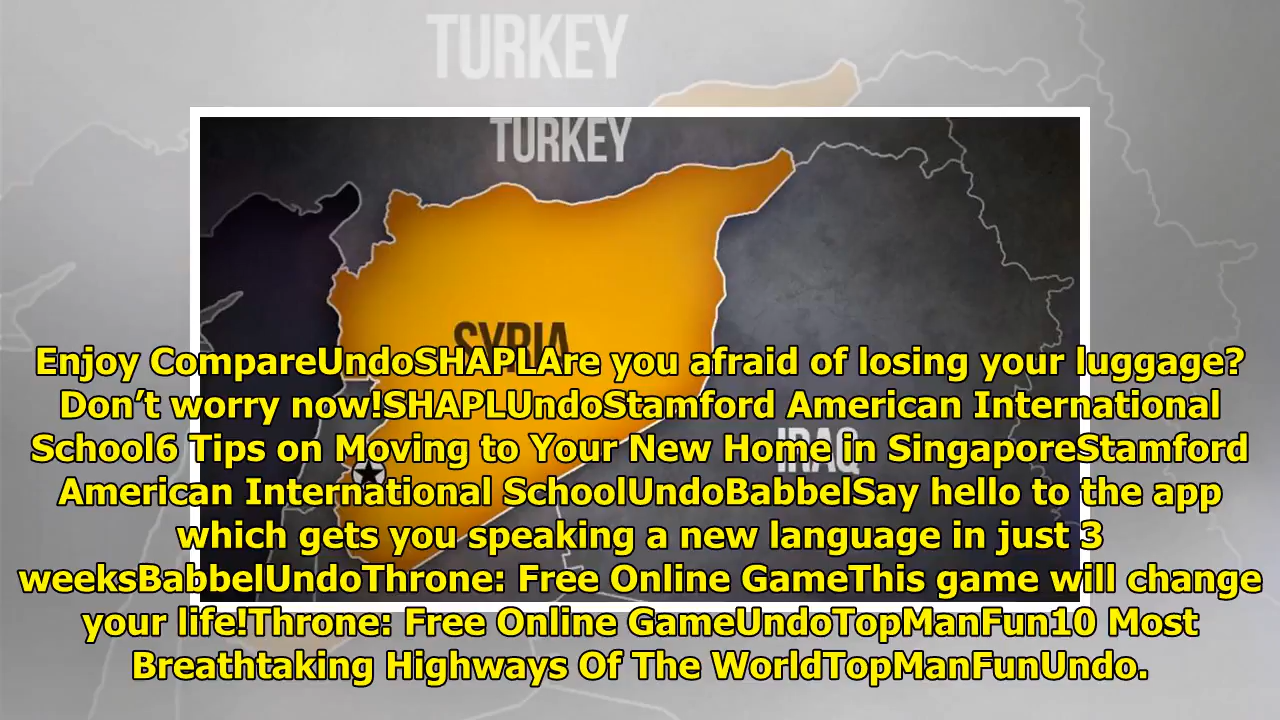 TURKEY
TURKEY
SYRIA
IRAQ
Enjoy CompareUndoSHAPLAre you afraid of losing your luggage?
Don’t worry now!SHAPLUndoStamford American International
School6 Tips on Moving to Your New Home in SingaporeStamford
American International SchoolUndoBabbelSay hello to the app
which gets you speaking a new language in just 3
weeksBabbelUndoThrone: Free Online GameThis game will change
your life!Throne: Free Online GameUndoTopManFun10 Most
Breathtaking Highways Of The WorldTopManFunUndo.